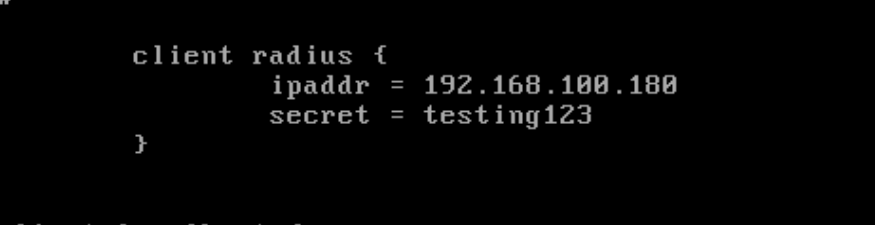 client radius {
ipaddr = 192.168.100.180
secret = testing123
}